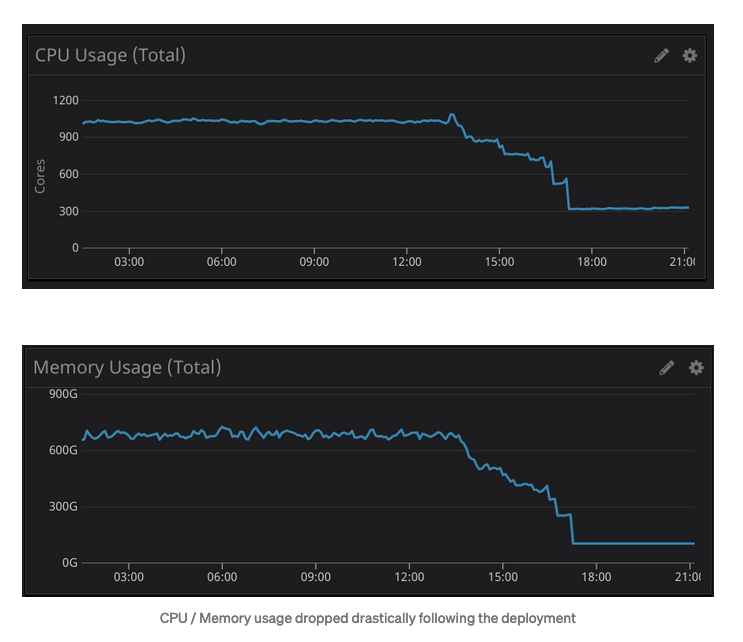 CPU Usage (Total)
1200
900
600
300
0
Cores
03:00 06:00 09:00 12:00 15:00 18:00 21:00
Memory Usage (Total)
900G
600G
300G
0G
03:00 06:00 09:00 12:00 15:00 18:00 21:00
CPU / Memory usage dropped drastically following the deployment